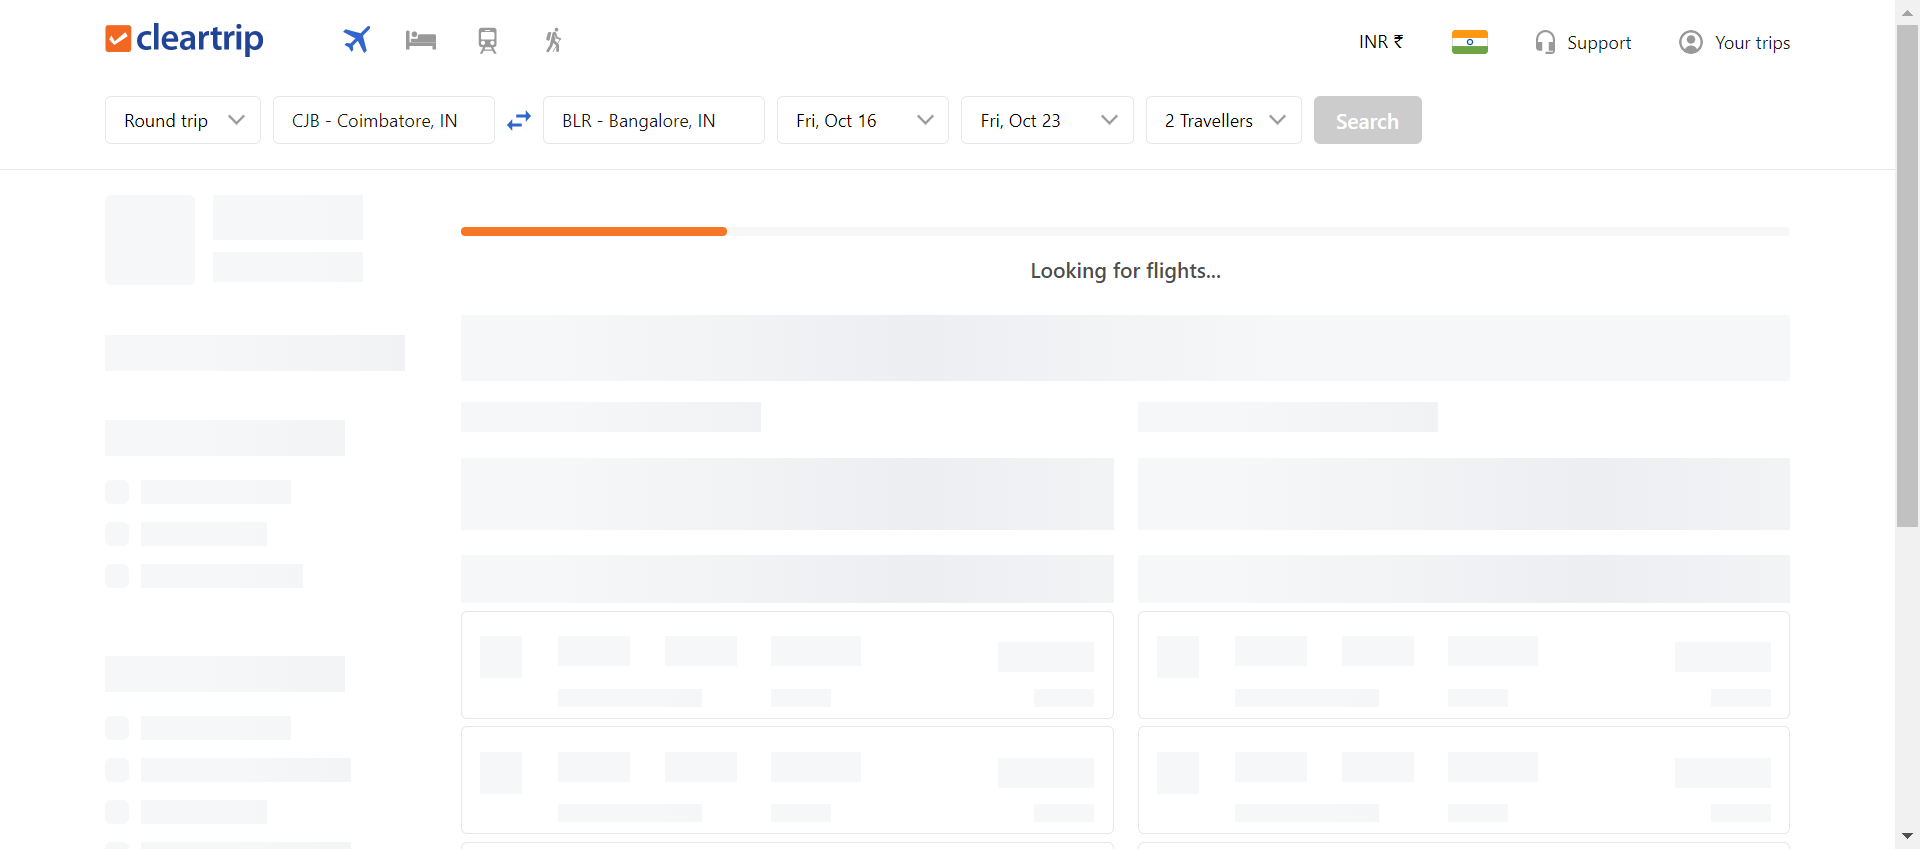 cleartrip
INR ₹
Support
Your trips
Round trip
CJB - Coimbatore, IN
BLR - Bangalore, IN
Fri, Oct 16
Fri, Oct 23
2 Travellers
Search
Looking for flights...